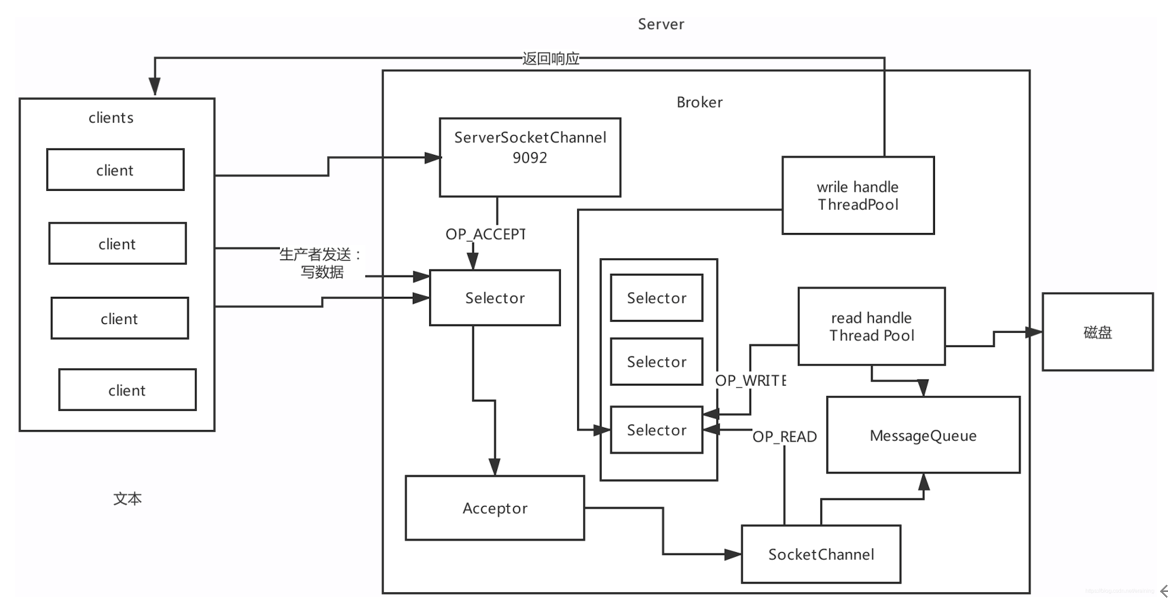 Server
返回响应
Broker
clients
ServerSocketChannel
9092
client
wrile handle
ThreadPool
client
OP_ACCEPT
生产者发送：
写数据
Selector
Selector
client
read handle
Thread Pool
磁盘
Selector
OP_WRITE
client
Selector
OP_READ
MessageQueue
文本
Acceptor
SocketChannel